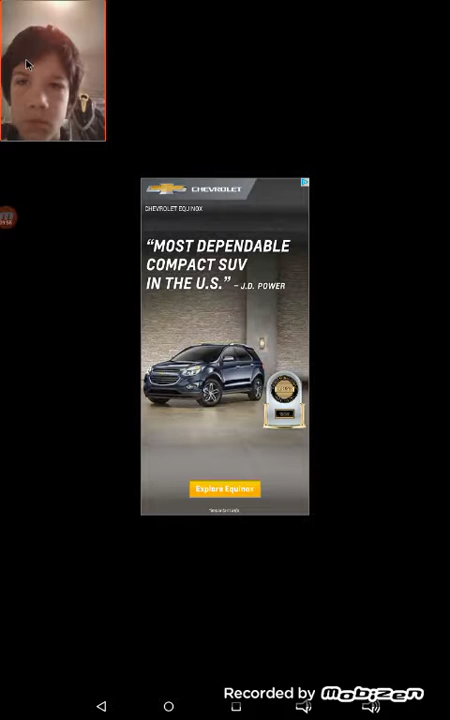 CHEVROLET
CHEVROLET EQUINOX
“MOST DEPENDABLE
COMPACT SUV
IN THE U.S.” – J.D. POWER
Explore Equinox
Recorded by mobizen